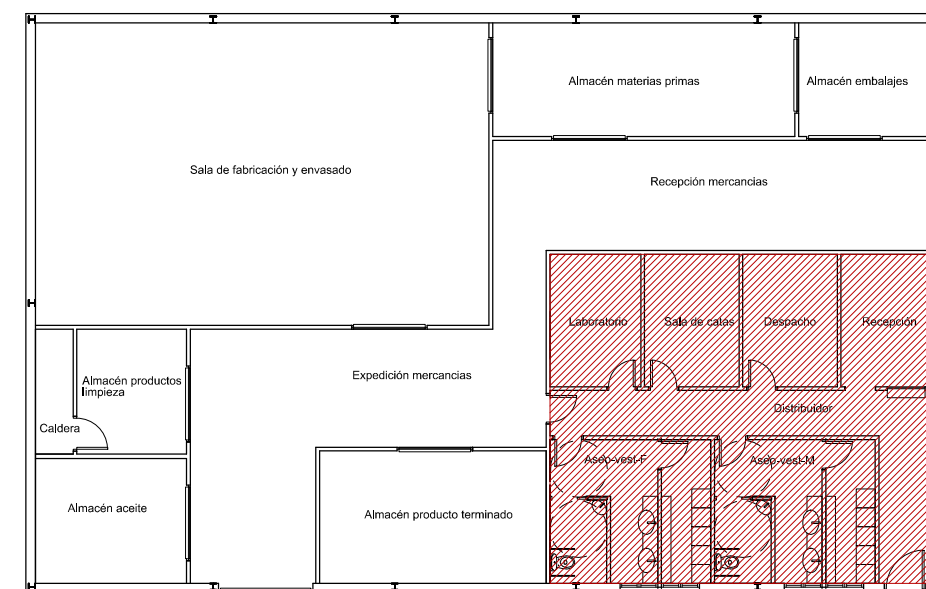 Almacén materias primas
Almacén embalajes
Sala de fabricación y envasado
Recepción mercancias
Laboratorio
Sala de catas
Despacho
Recepción
Expedición mercancias
Almacén productos
limpieza
Distribuidor
Caldera
Aseo-vest-F
Aseo-vest-M
Almacén aceite
Almacén producto terminado